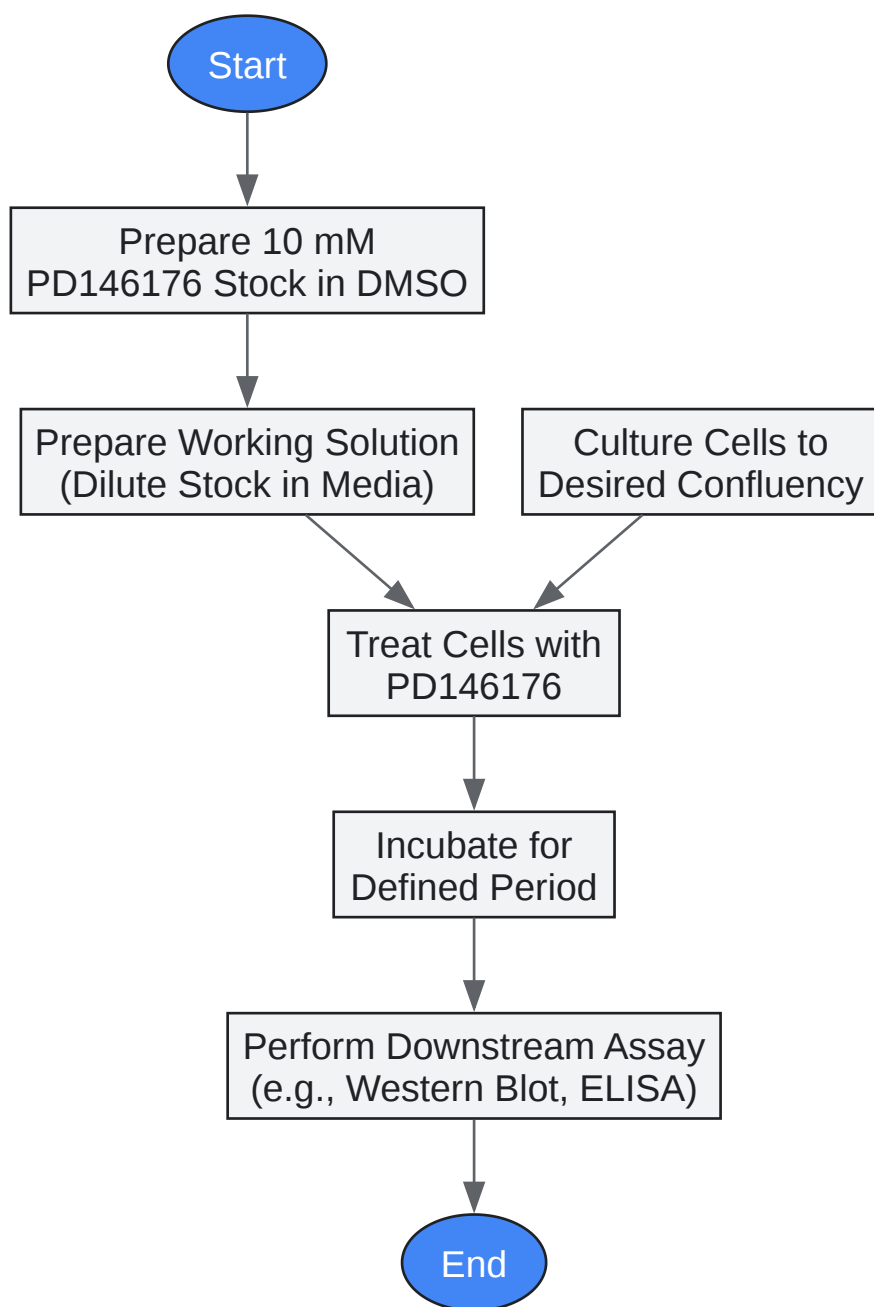 Start
Prepare 10 mM
PD146176 Stock in DMSO
Prepare Working Solution
(Dilute Stock in Media)
Culture Cells to
Desired Confluency
Treat Cells with
PD146176
Incubate for
Defined Period
Perform Downstream Assay
(e.g., Western Blot, ELISA)
End